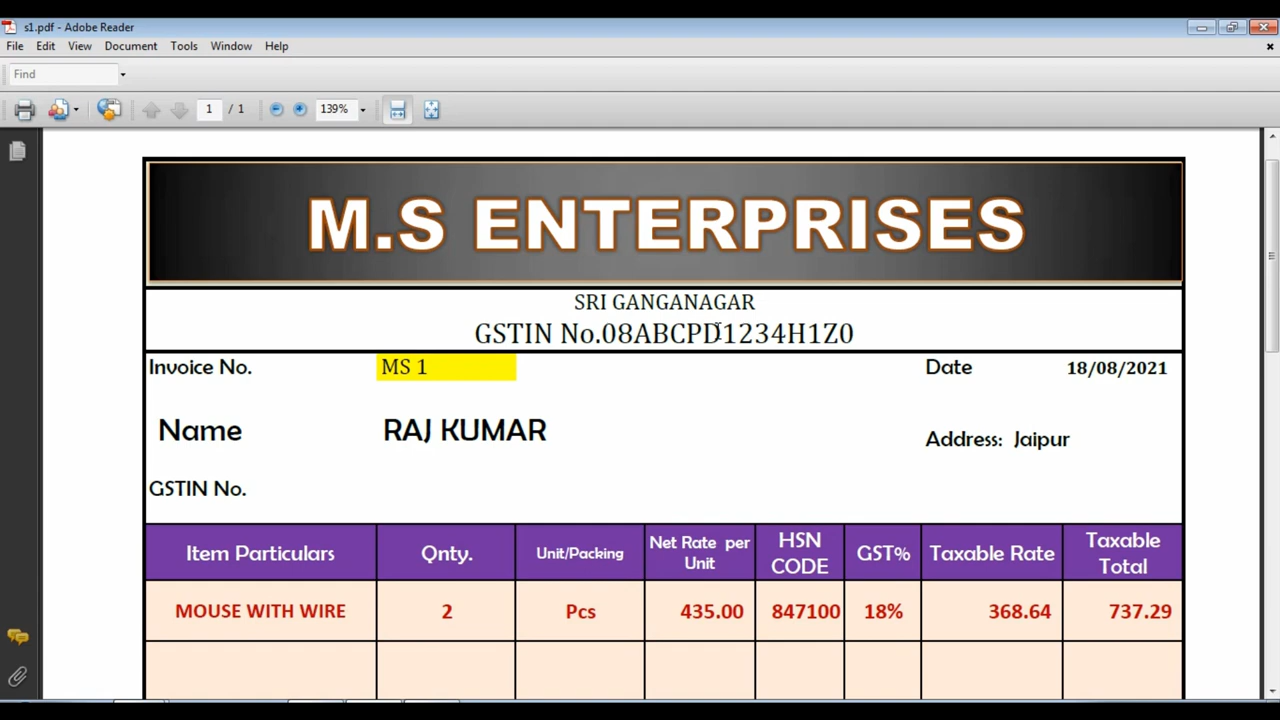 s1.pdf - Adobe Reader
File Edit View Document Tools Window Help
Find
1 / 1 139%
M.S ENTERPRISES
SRI GANGANAGAR
GSTIN No.08ABCPD1234H1Z0
Invoice No. MS 1 Date 18/08/2021
Name RAJ KUMAR Address: Jaipur
GSTIN No.
Item Particulars Qnty. Unit/Packing Net Rate per Unit HSN CODE GST% Taxable Rate Taxable Total
MOUSE WITH WIRE 2 Pcs 435.00 847100 18% 368.64 737.29